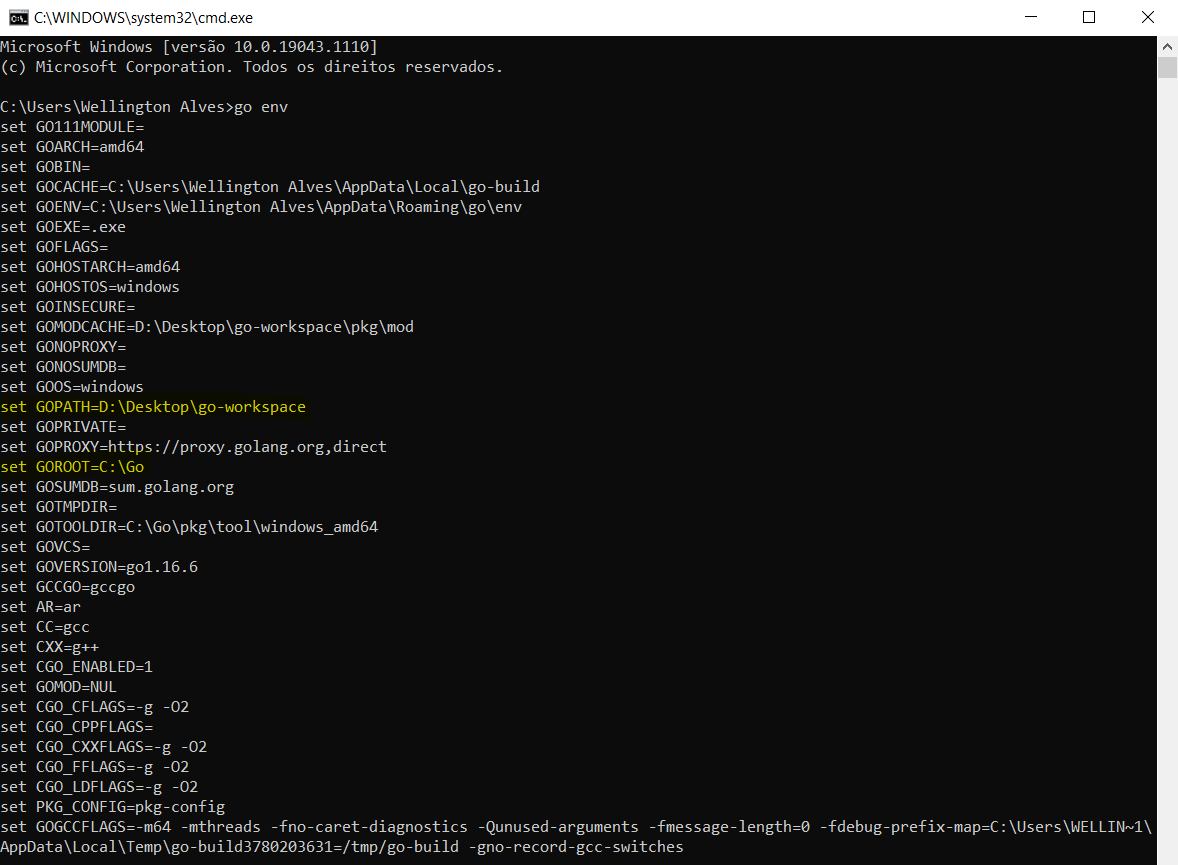 C:\WINDOWS\system32\cmd.exe
Microsoft Windows [versão 10.0.19043.1110]
(c) Microsoft Corporation. Todos os direitos reservados.
C:\Users\Wellington Alves>go env
set GO111MODULE=
set GOARCH=amd64
set GOBIN=
set GOCACHE=C:\Users\Wellington Alves\AppData\Local\go-build
set GOENV=C:\Users\Wellington Alves\AppData\Roaming\go\env
set GOEXE=.exe
set GOFLAGS=
set GOHOSTARCH=amd64
set GOHOSTOS=windows
set GOINSECURE=
set GOMODCACHE=D:\Desktop\go-workspace\pkg\mod
set GONOPROXY=
set GONOSUMDB=
set GOOS=windows
set GOPATH=D:\Desktop\go-workspace
set GOPRIVATE=
set GOPROXY=https://proxy.golang.org,direct
set GOROOT=C:\Go
set GOSUMDB=sum.golang.org
set GOTMPDIR=
set GOTOOLDIR=C:\Go\pkg\tool\windows_amd64
set GOVCS=
set GOVERSION=go1.16.6
set GCCGO=gccgo
set AR=ar
set CC=gcc
set CXX=g++
set CGO_ENABLED=1
set GOMOD=NUL
set CGO_CFLAGS=-g -O2
set CGO_CPPFLAGS=
set CGO_CXXFLAGS=-g -O2
set CGO_FFLAGS=-g -O2
set CGO_LDFLAGS=-g -O2
set PKG_CONFIG=pkg-config
set GOGCCFLAGS=-m64 -mthreads -fno-caret-diagnostics -Qunused-arguments -fmessage-length=0 -fdebug-prefix-map=C:\Users\WELLIN~1\
AppData\Local\Temp\go-build3780203631=/tmp/go-build -gno-record-gcc-switches